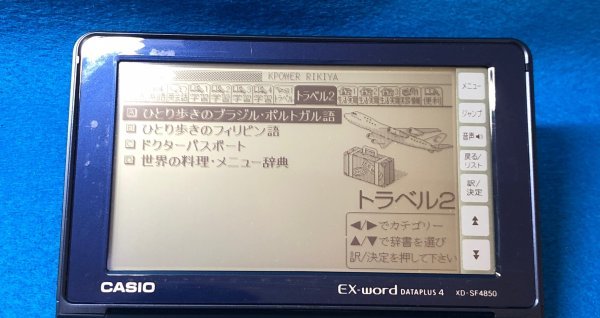 KPOWER RIKIYA
トラベル2
ひとり歩きのブラジル・ポルトガル語
ひとり歩きのフィリピン語
ドクターパスポート
世界の料理・メニュー辞典
トラベル2
◀/▶でカテゴリー
▲/▼で辞書を選び
訳/決定を押して下さい
メニュー
ジャンプ
音声
戻る/
リスト
訳/
決定
CASIO
EX-word DATAPLUS 4 XD-SF4850